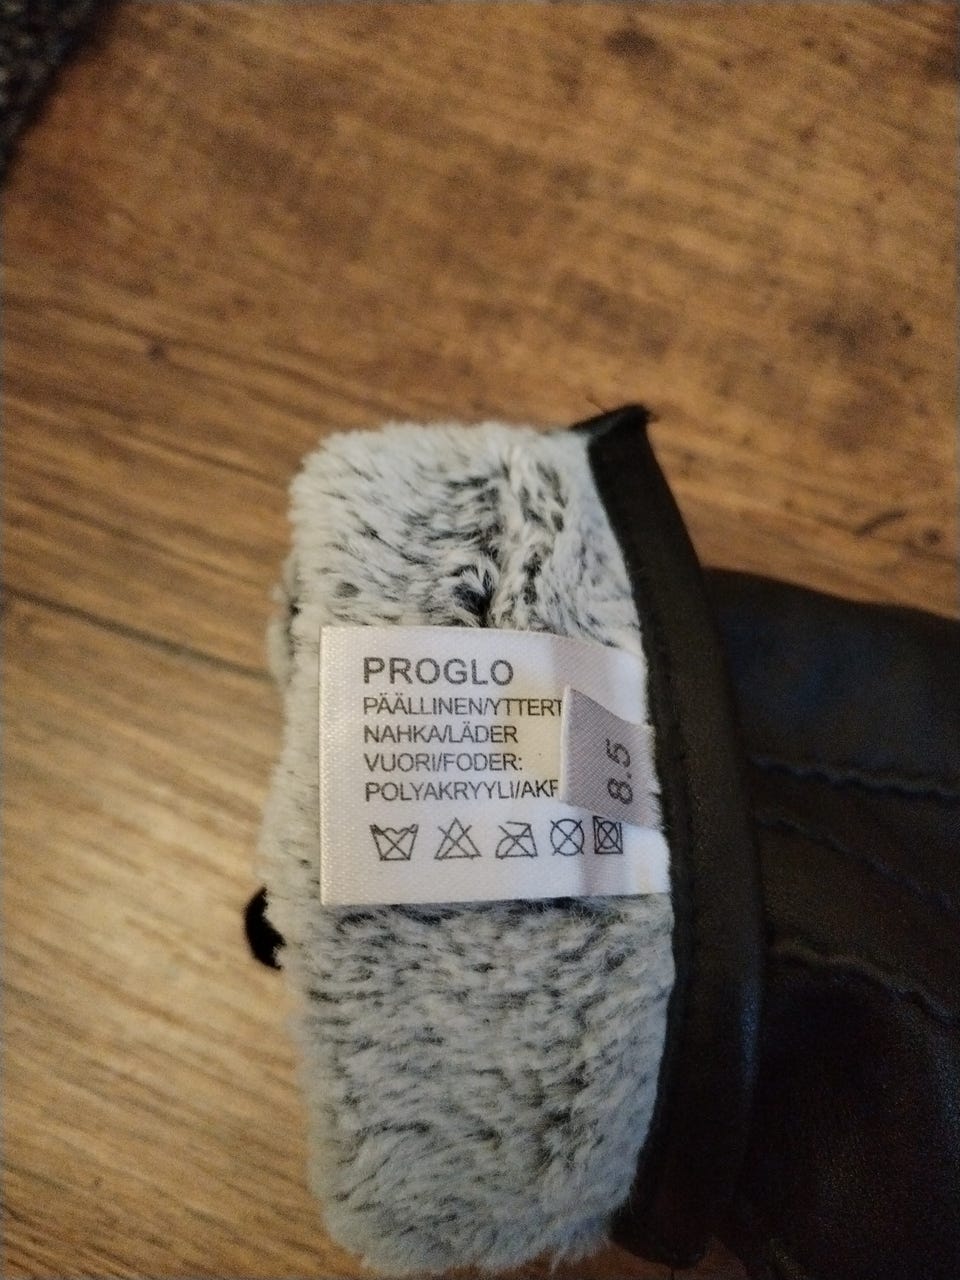 PROGLO
PÄÄLLINEN/YTTERT
NAHKA/LÄDER
VUORI/FODER:
POLYAKRYYLI/AKR
8.5